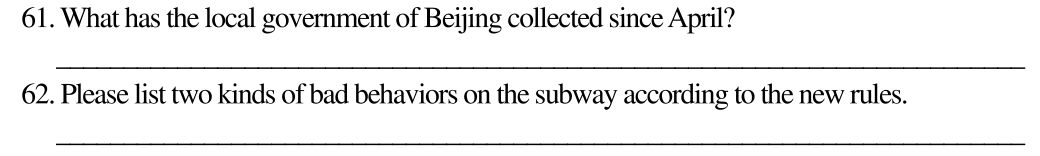 61. What has the local government of Beijing collected since April?
62. Please list two kinds of bad behaviors on the subway according to the new rules.